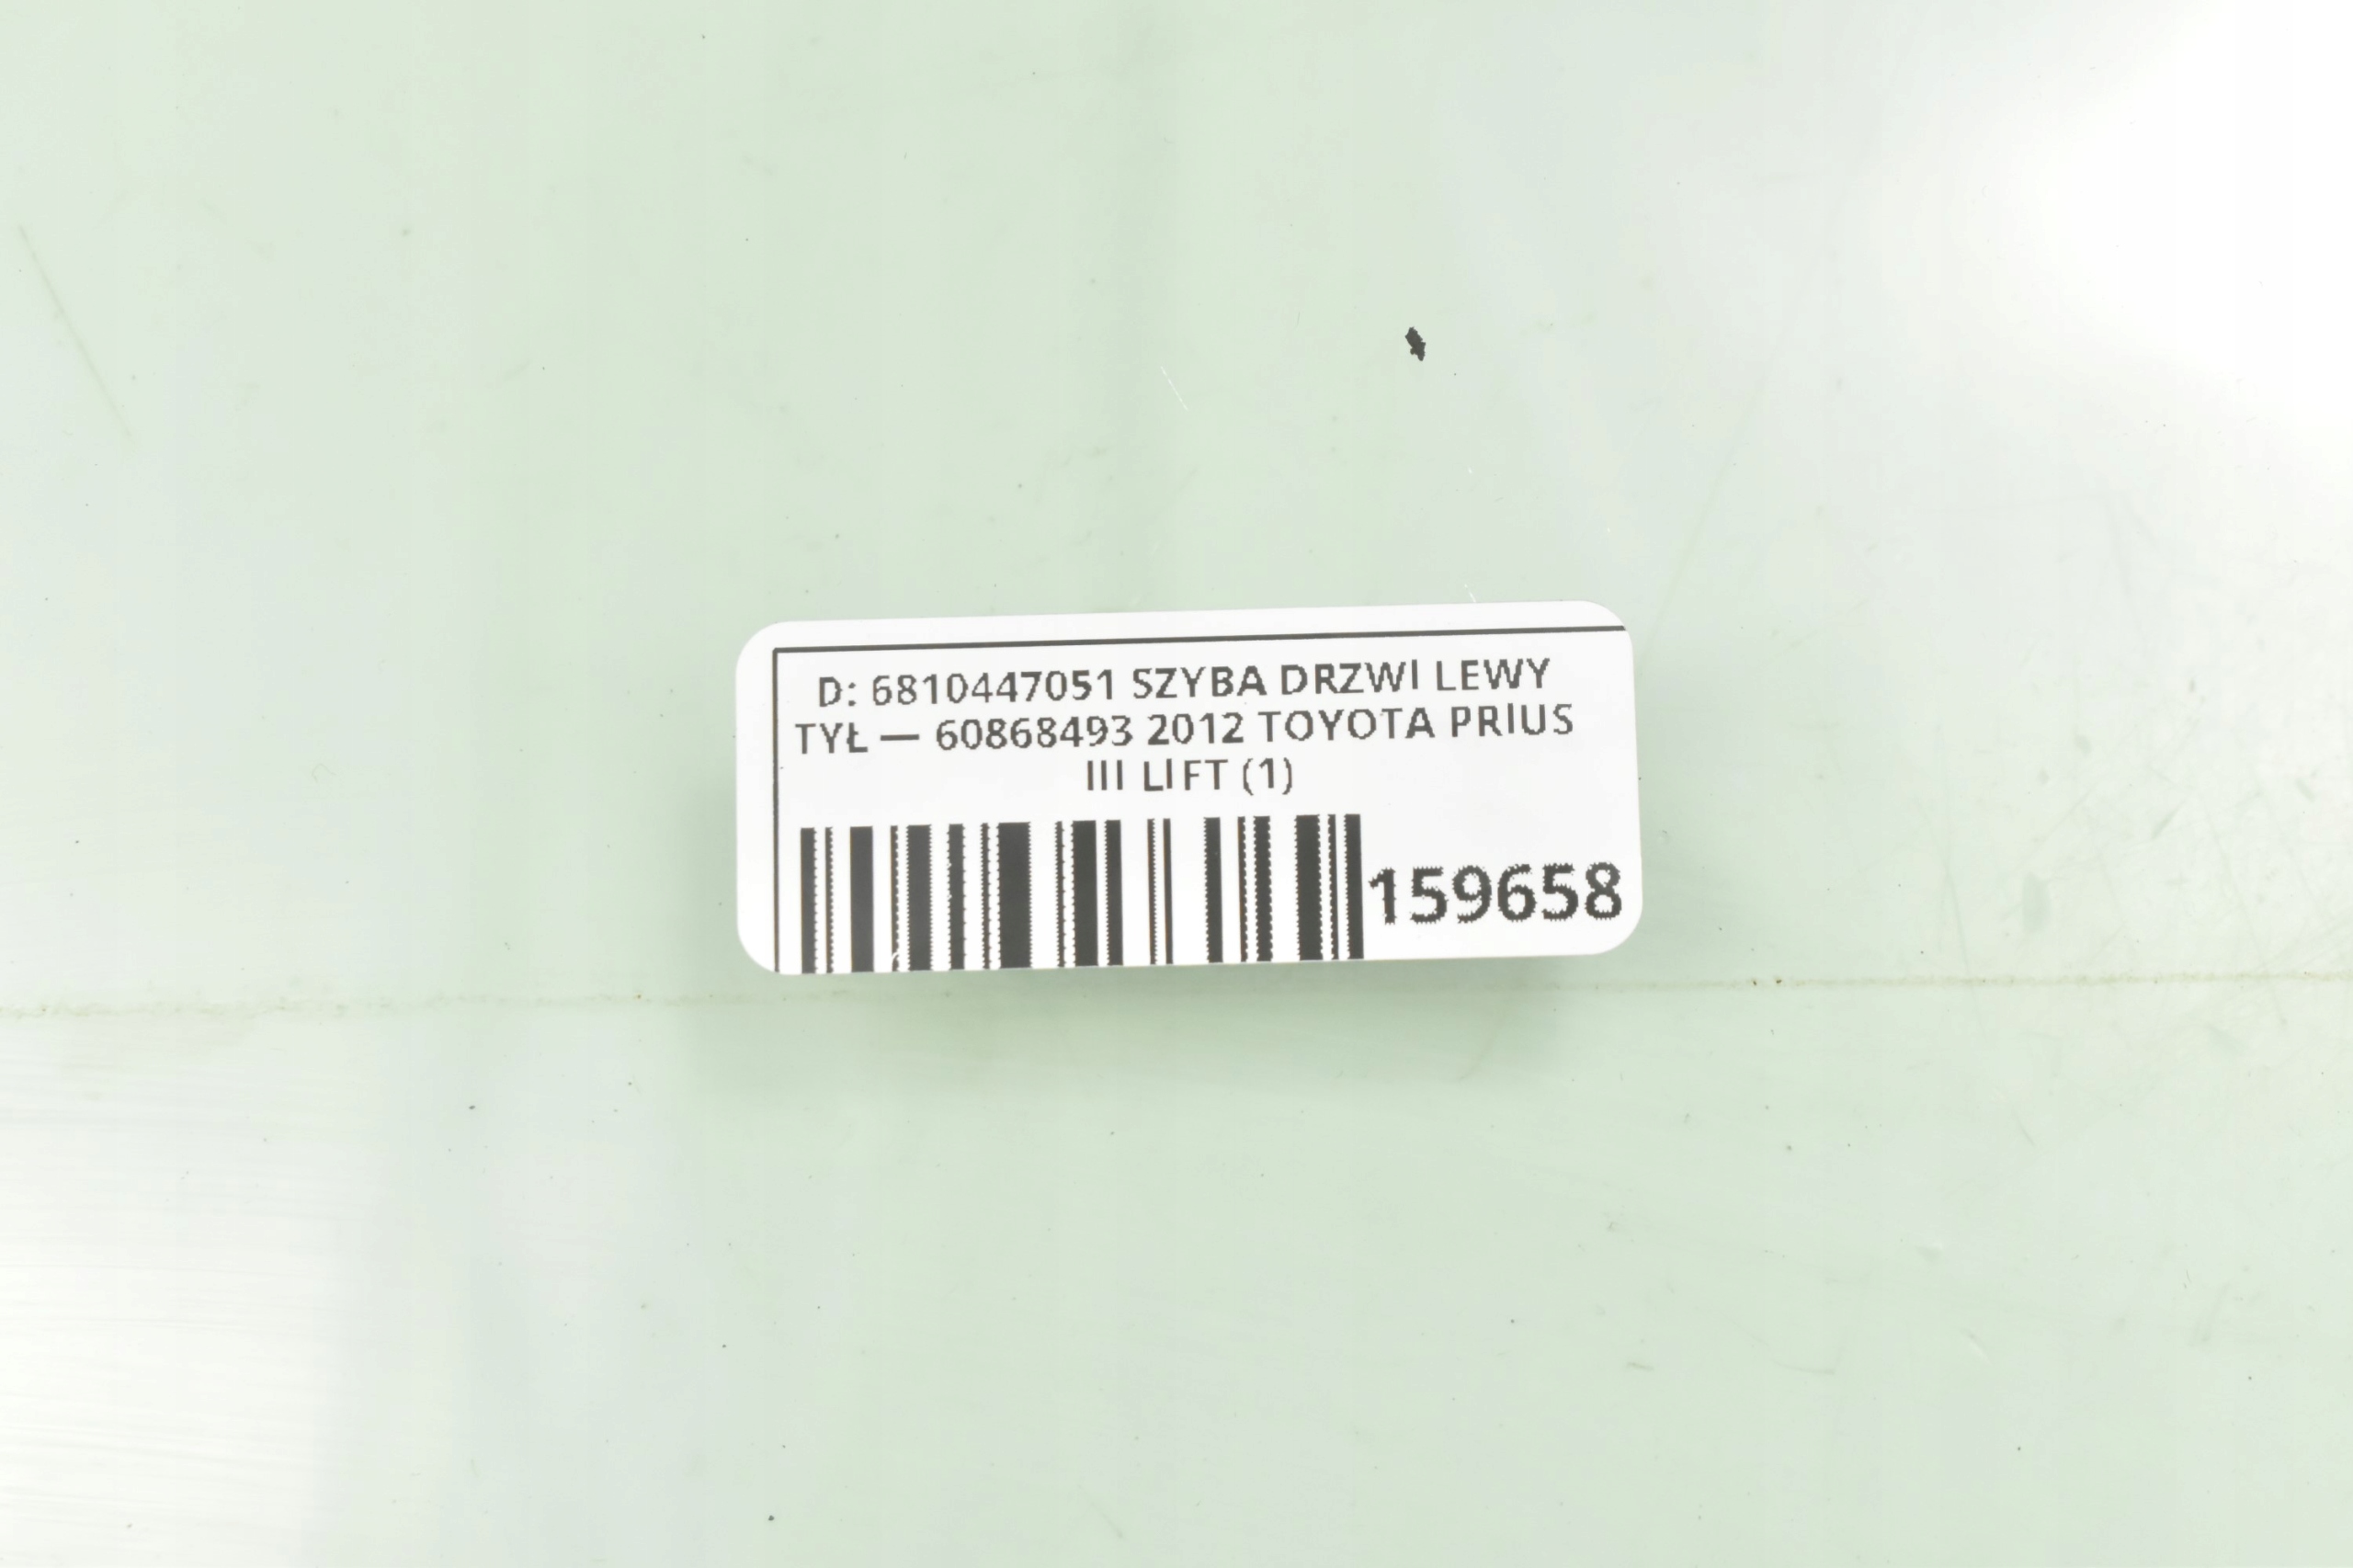 D: 6810447051 SZYBA DRZWI LEWY
TYŁ — 60868493 2012 TOYOTA PRIUS
III LIFT (1)
159658